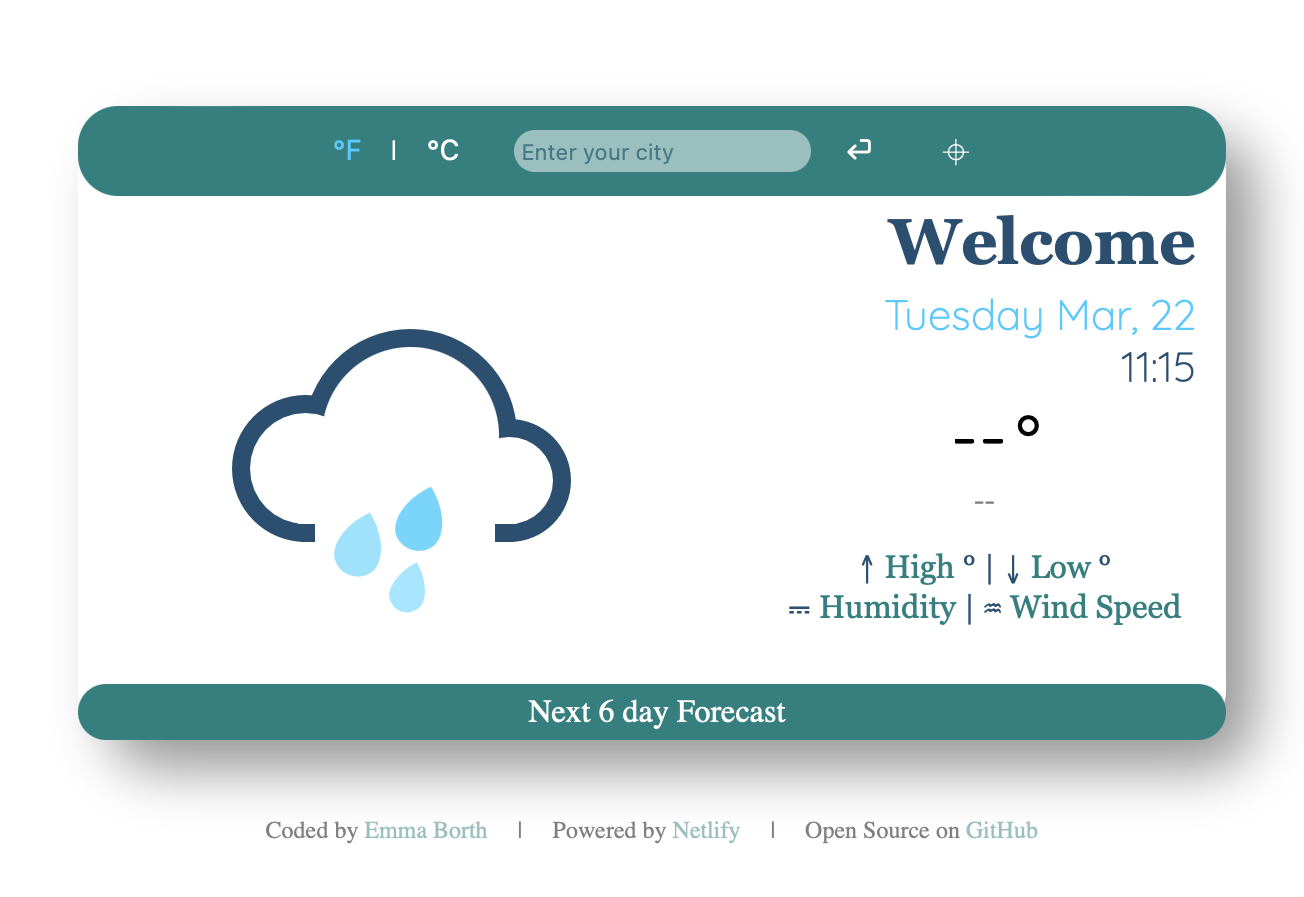 °F | °C Enter your city
Welcome
Tuesday Mar, 22
11:15
-- °
--
↑ High ° | ↓ Low °
⎓ Humidity | ♒ Wind Speed
Next 6 day Forecast
Coded by Emma Borth | Powered by Netlify | Open Source on GitHub